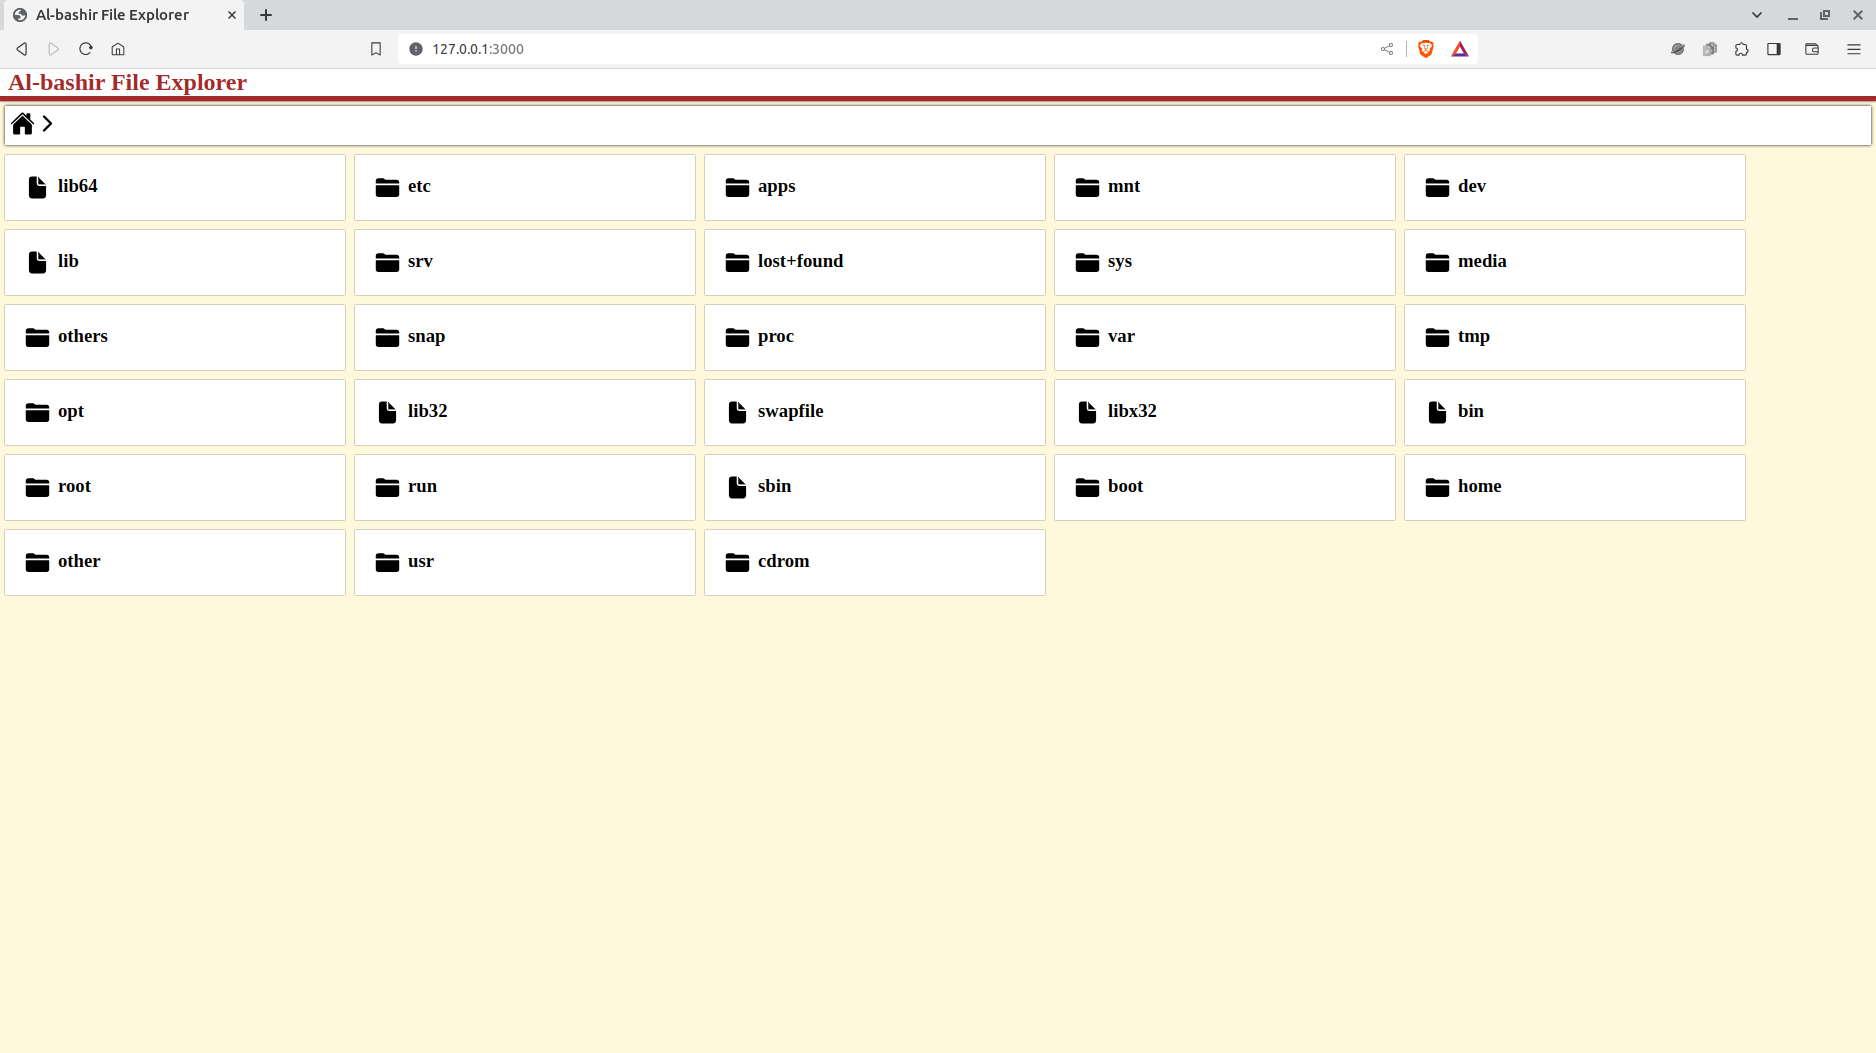 Al-bashir File Explorer
127.0.0.1:3000
Al-bashir File Explorer
lib64 etc apps mnt dev
lib srv lost+found sys media
others snap proc var tmp
opt lib32 swapfile libx32 bin
root run sbin boot home
other usr cdrom